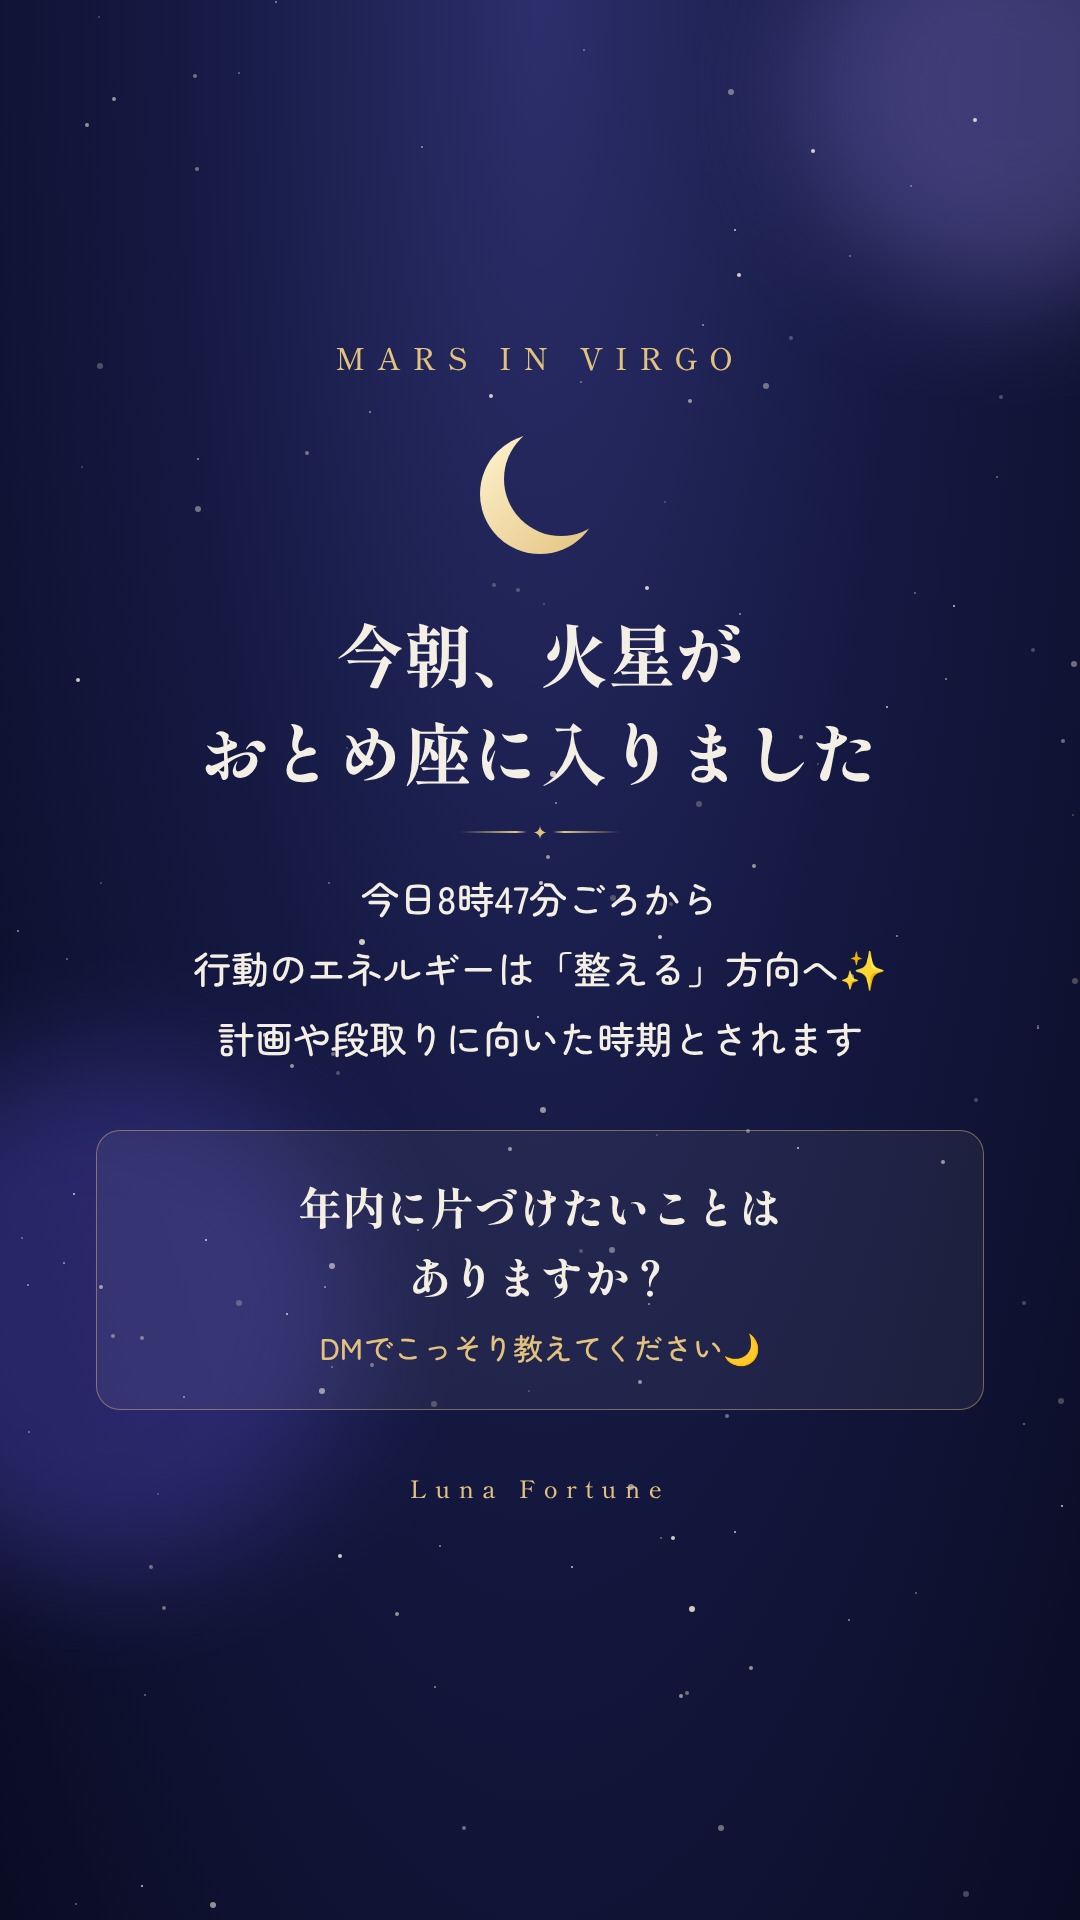 MARS IN VIRGO
今朝、火星が
おとめ座に入りました
今日8時47分ごろから
行動のエネルギーは「整える」方向へ✨
計画や段取りに向いた時期とされます
年内に片づけたいことは
ありますか？
DMでこっそり教えてください🌙
Luna Fortune